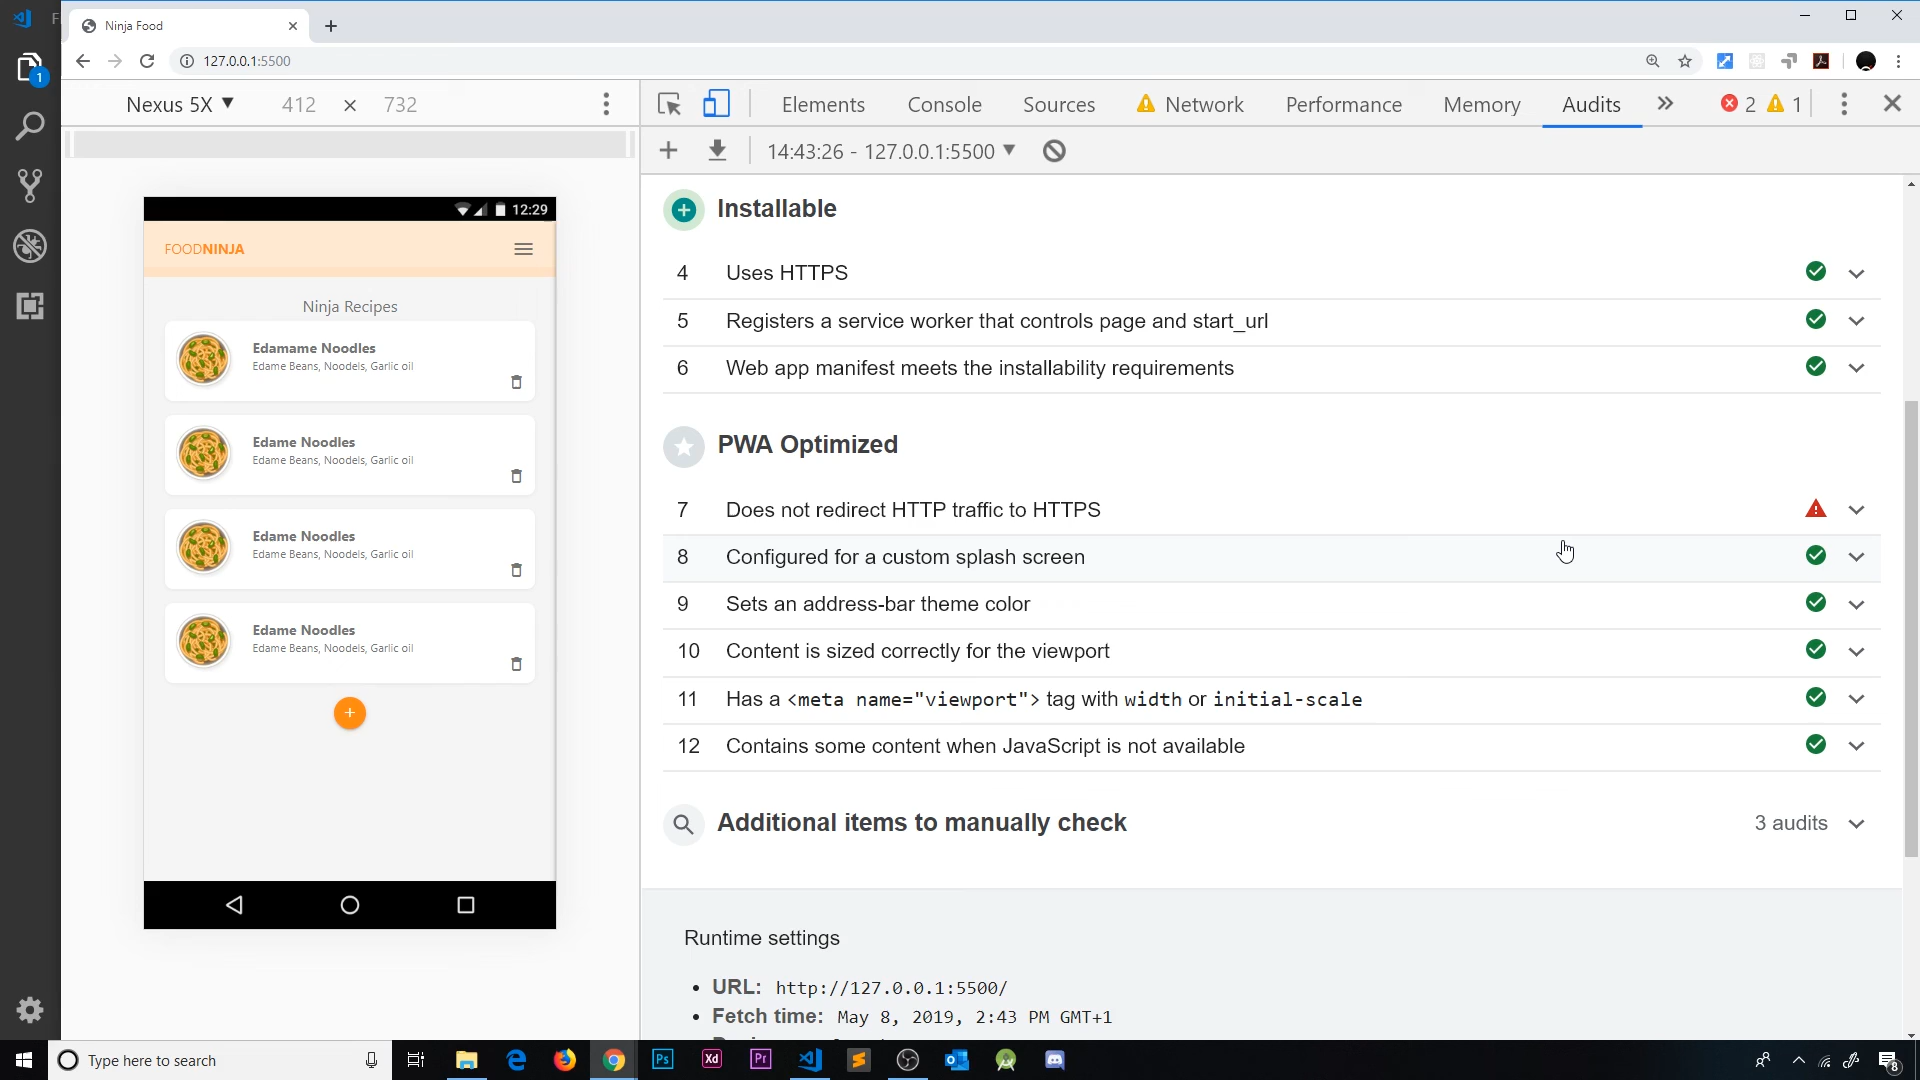 Ninja Food
127.0.0.1:5500
1
Nexus 5X 412 × 732
Elements Console Sources Network Performance Memory Audits 2 1
14:43:26 - 127.0.0.1:5500
12:29
FOODNINJA
Ninja Recipes
Edamame Noodles
Edame Beans, Noodels, Garlic oil
Edame Noodles
Edame Beans, Noodels, Garlic oil
Edame Noodles
Edame Beans, Noodels, Garlic oil
Edame Noodles
Edame Beans, Noodels, Garlic oil
Installable
4 Uses HTTPS
5 Registers a service worker that controls page and start_url
6 Web app manifest meets the installability requirements
PWA Optimized
7 Does not redirect HTTP traffic to HTTPS
8 Configured for a custom splash screen
9 Sets an address-bar theme color
10 Content is sized correctly for the viewport
11 Has a <meta name="viewport"> tag with width or initial-scale
12 Contains some content when JavaScript is not available
Additional items to manually check 3 audits
Runtime settings
URL: http://127.0.0.1:5500/
Fetch time: May 8, 2019, 2:43 PM GMT+1
Type here to search
Ps
Xd
Pr
8